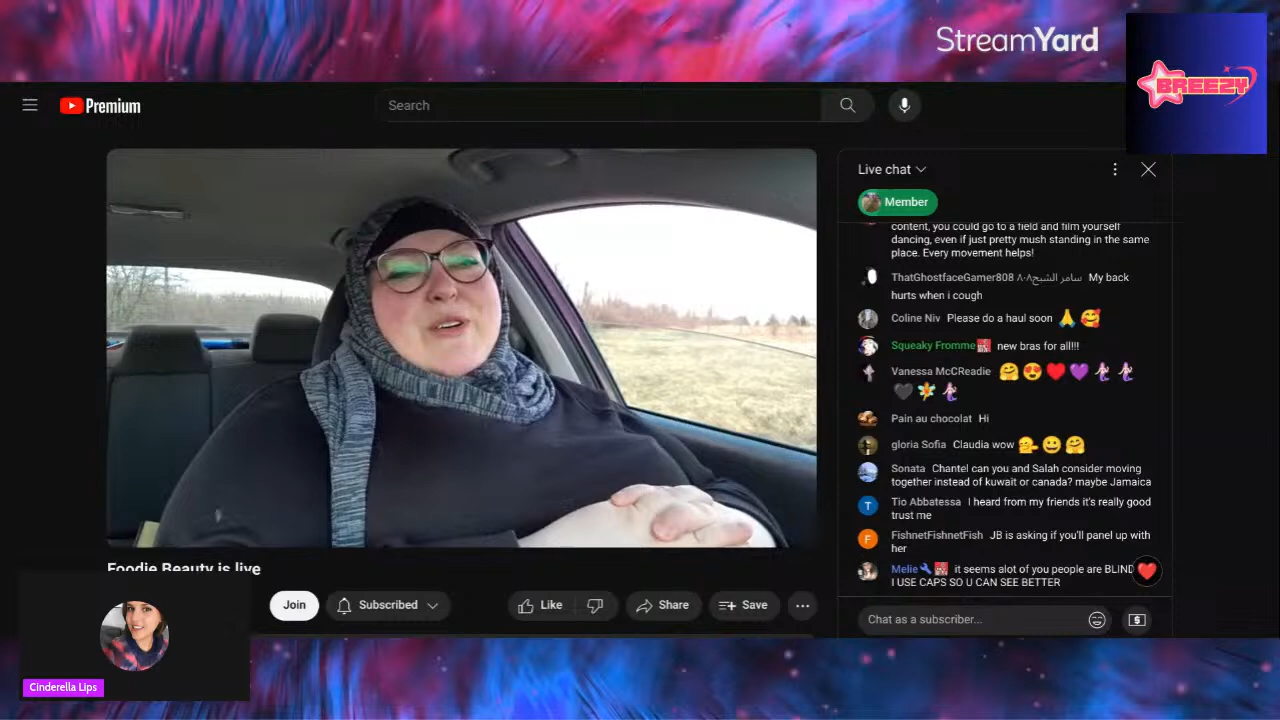 StreamYard
BREEZY
Premium
Search
Live chat
Member
content, you could go to a field and film yourself
dancing, even if just pretty mush standing in the same
place. Every movement helps!
ThatGhostfaceGamer808 سامر الشبح٨٠٨ My back
hurts when i cough
Coline Niv Please do a haul soon 🙏 🥰
Squeaky Fromme new bras for all!!!
Vanessa McCReadie 🤗 😍 ♥️ 💜 🧜‍♀️ 🧜‍♀️
🖤 🧚 🧜‍♀️
Pain au chocolat Hi
gloria Sofia Claudia wow 😀 🤗
Sonata Chantel can you and Salah consider moving
together instead of kuwait or canada? maybe Jamaica
T Tio Abbatessa I heard from my friends it's really good
trust me
F FishnetFishnetFish JB is asking if you'll panel up with
her
Melie it seems alot of you people are BLIND
I USE CAPS SO U CAN SEE BETTER
Chat as a subscriber...
Foodie Beauty is live
Join
Subscribed
Like
Share
Save
Cinderella Lips